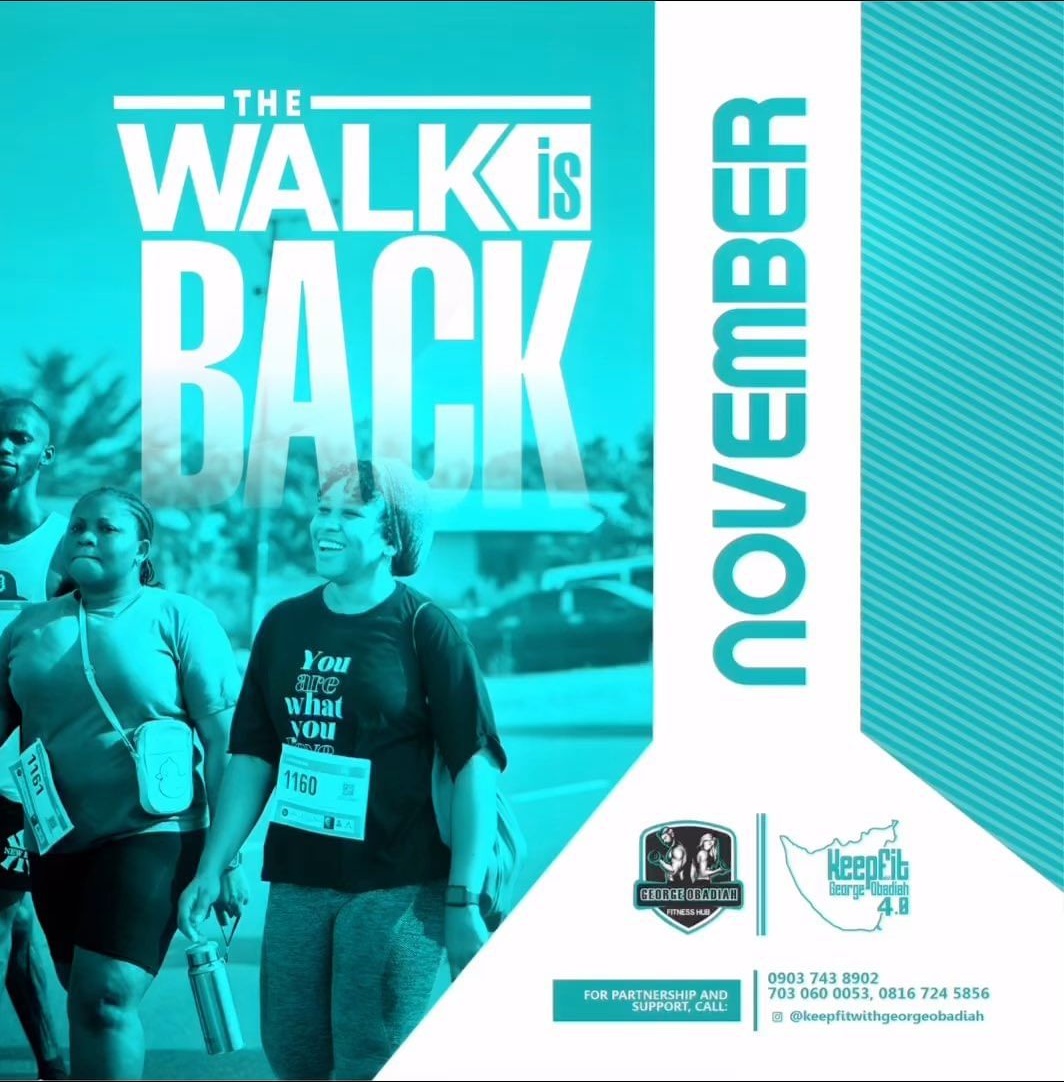 THE
WALK is
BACK
NOVEMBER
You
are
what
you
1161
1160
NEW
GEORGE OBADIAH
FITNESS HUB
KeepFit
George Obadiah
4.0
FOR PARTNERSHIP AND
SUPPORT, CALL:
0903 743 8902
703 060 0053, 0816 724 5856
@keepfitwithgeorgeobadiah